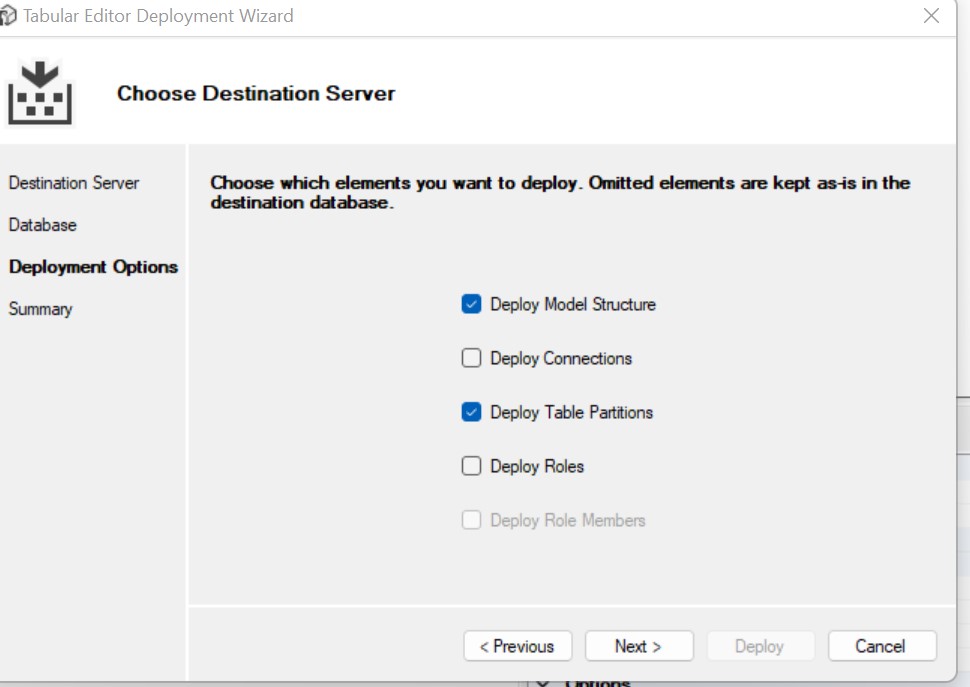 Tabular Editor Deployment Wizard
Choose Destination Server
Destination Server
Database
Deployment Options
Summary
Choose which elements you want to deploy. Omitted elements are kept as-is in the
destination database.
Deploy Model Structure
Deploy Connections
Deploy Table Partitions
Deploy Roles
Deploy Role Members
< Previous
Next >
Deploy
Cancel
Options